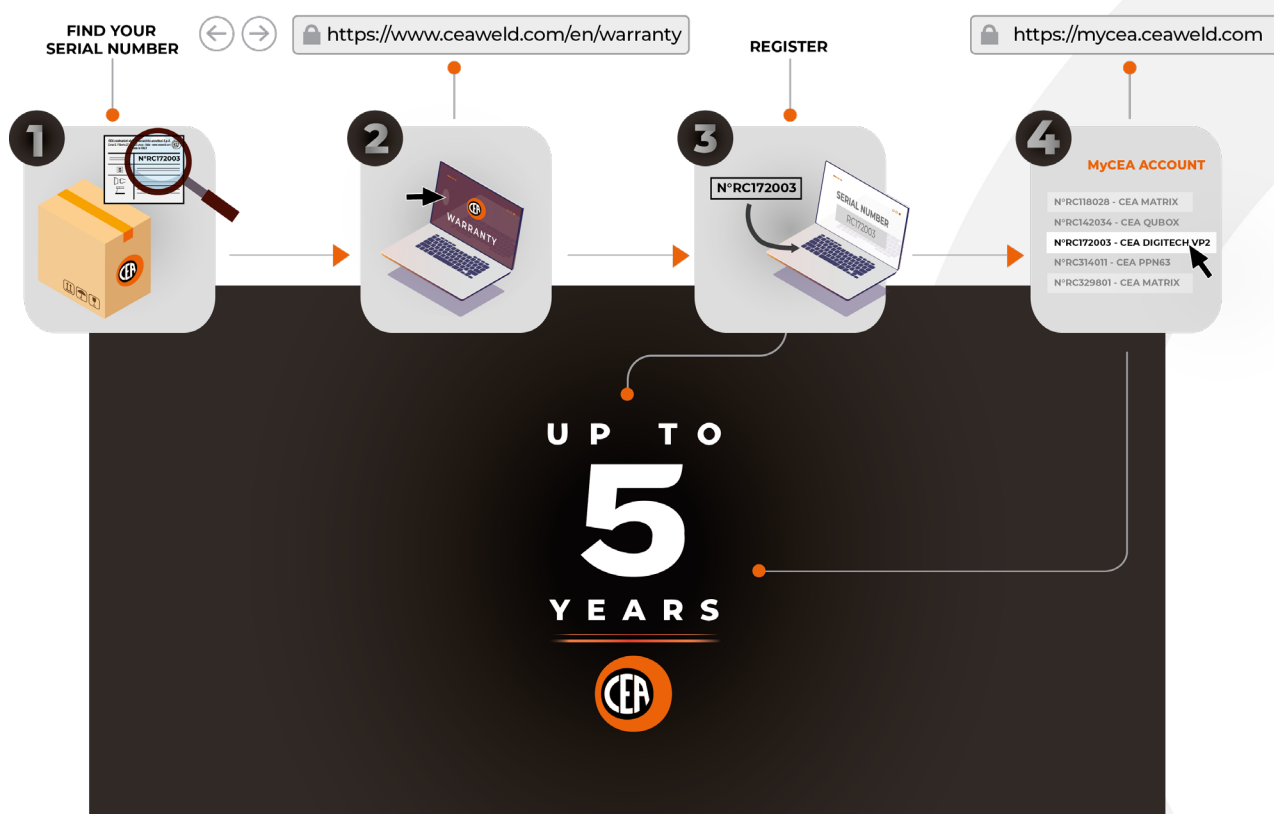 FIND YOUR
SERIAL NUMBER
https://www.ceaweld.com/en/warranty
REGISTER
https://mycea.ceaweld.com
1
N°RC172003
CEA
2
CEA
WARRANTY
3
N°RC172003
SERIAL NUMBER
RC172003
4
MyCEA ACCOUNT
N°RC118028 - CEA MATRIX
N°RC142034 - CEA QUBOX
N°RC172003 - CEA DIGITECH VP2
N°RC314011 - CEA PPN63
N°RC329801 - CEA MATRIX
UP TO
5
YEARS
CEA